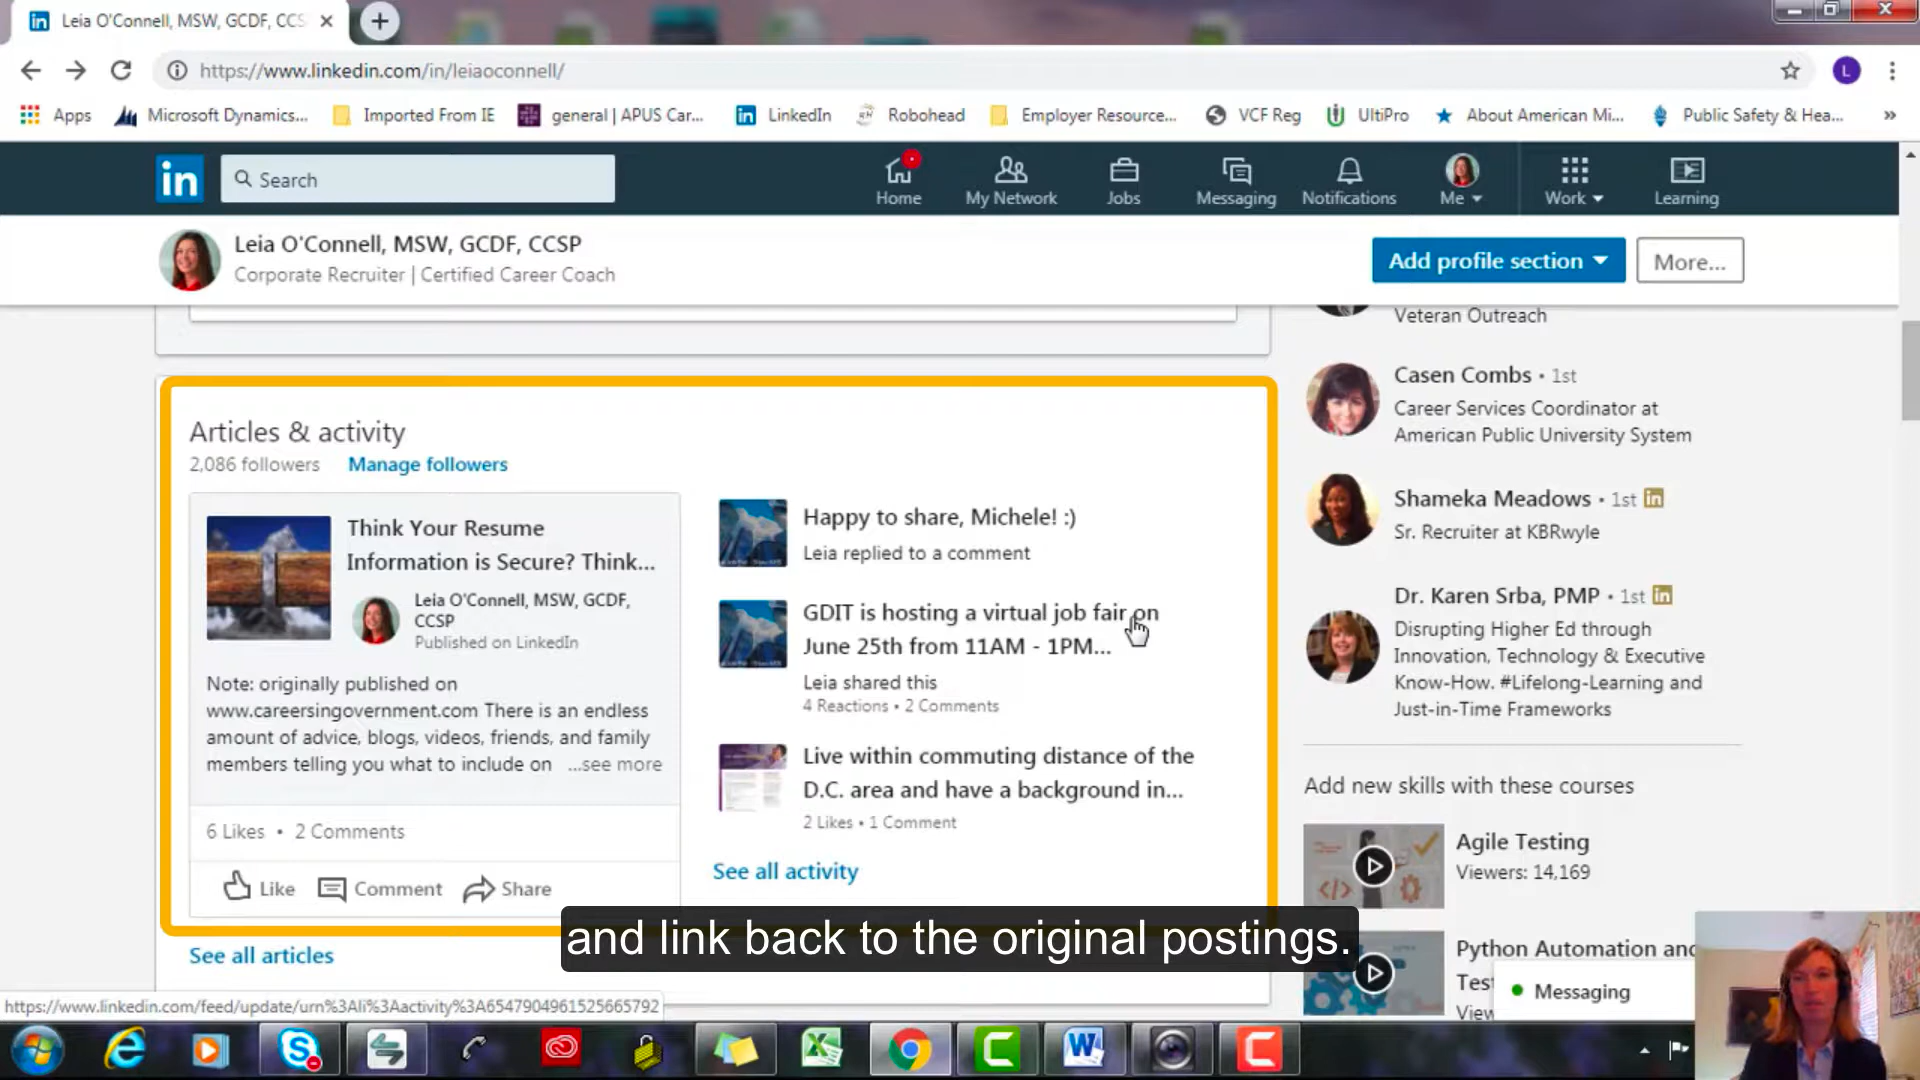 Leia O'Connell, MSW, GCDF, CCS
https://www.linkedin.com/in/leiaoconnell/
L
Apps
Microsoft Dynamics...
Imported From IE
general | APUS Car...
LinkedIn
Robohead
Employer Resource...
VCF Reg
UltiPro
About American Mi...
Public Safety & Hea...
»
in
Search
Home
My Network
Jobs
Messaging
Notifications
Me
Work
Learning
Leia O'Connell, MSW, GCDF, CCSP
Corporate Recruiter | Certified Career Coach
Add profile section
More...
Articles & activity
2,086 followers
Manage followers
Think Your Resume
Information is Secure? Think...
Leia O'Connell, MSW, GCDF,
CCSP
Published on LinkedIn
Note: originally published on
www.careersingovernment.com There is an endless
amount of advice, blogs, videos, friends, and family
members telling you what to include on ...see more
6 Likes • 2 Comments
Like
Comment
Share
See all articles
Happy to share, Michele! :)
Leia replied to a comment
GDIT is hosting a virtual job fair on
June 25th from 11AM - 1PM...
Leia shared this
4 Reactions • 2 Comments
Live within commuting distance of the
D.C. area and have a background in...
2 Likes • 1 Comment
See all activity
Veteran Outreach
Casen Combs • 1st
Career Services Coordinator at
American Public University System
Shameka Meadows • 1st in
Sr. Recruiter at KBRwyle
Dr. Karen Srba, PMP • 1st in
Disrupting Higher Ed through
Innovation, Technology & Executive
Know-How. #Lifelong-Learning and
Just-in-Time Frameworks
Add new skills with these courses
Agile Testing
Viewers: 14,169
Python Automation and
Messaging
and link back to the original postings.
https://www.linkedin.com/feed/update/urn%3Ali%3Aactivity%3A6547904961525665792